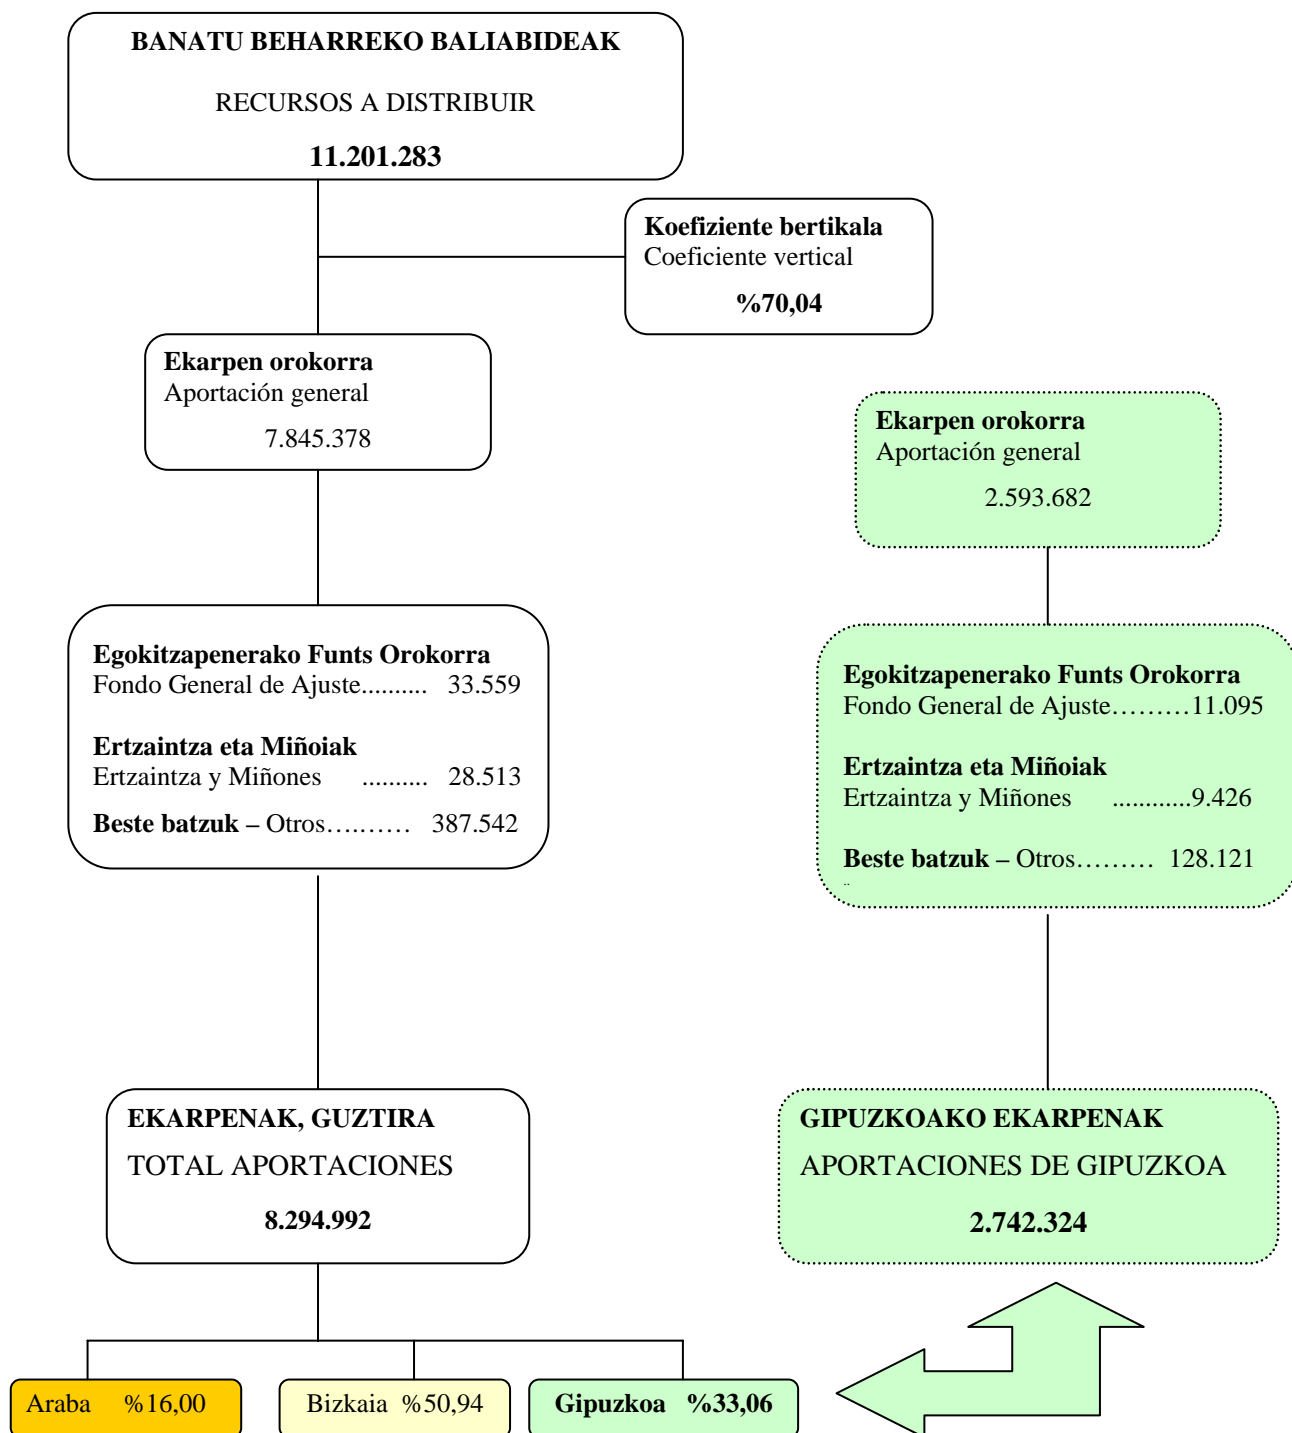 BANATU BEHARREKO BALIABIDEAK
RECURSOS A DISTRIBUIR
11.201.283
Koefiziente bertikala
Coeficiente vertical
%70,04
Ekarpen orokorra
Aportación general
7.845.378
Ekarpen orokorra
Aportación general
2.593.682
Egokitzapenerako Funts Orokorra
Fondo General de Ajuste.......... 33.559
Ertzaintza eta Miñoiak
Ertzaintza y Miñones .......... 28.513
Beste batzuk – Otros….…… 387.542
Egokitzapenerako Funts Orokorra
Fondo General de Ajuste………11.095
Ertzaintza eta Miñoiak
Ertzaintza y Miñones ............9.426
Beste batzuk – Otros……… 128.121
EKARPENAK, GUZTIRA
TOTAL APORTACIONES
8.294.992
GIPUZKOAKO EKARPENAK
APORTACIONES DE GIPUZKOA
2.742.324
Araba %16,00
Bizkaia %50,94
Gipuzkoa %33,06